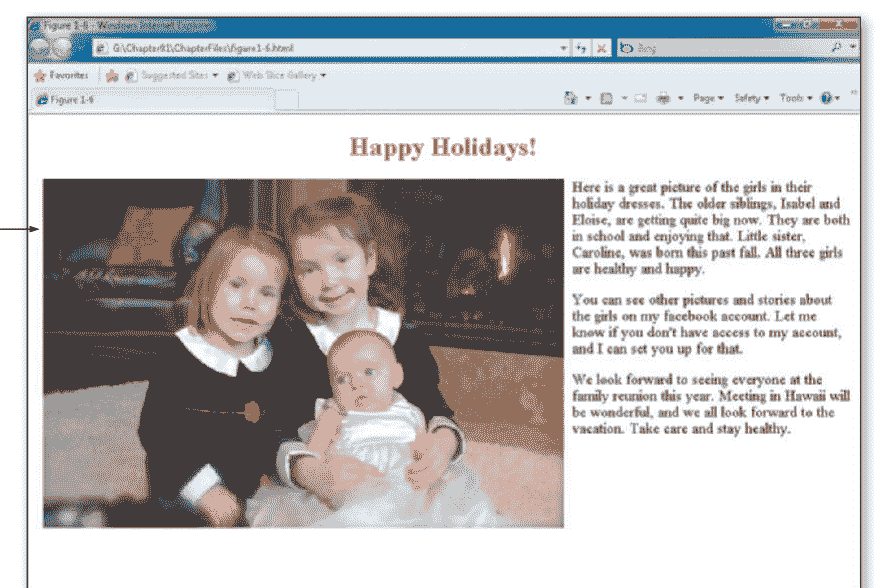 Figure 1-6 - Windows Internet Explorer
G:\Chapter01\ChapterFiles\figure1-6.html
Bing
Favorites Suggested Sites Web Slice Gallery
Figure 1-6 Page Safety Tools
Happy Holidays!
Here is a great picture of the girls in their
holiday dresses. The older siblings, Isabel and
Eloise, are getting quite big now. They are both
in school and enjoying that. Little sister,
Caroline, was born this past fall. All three girls
are healthy and happy.
You can see other pictures and stories about
the girls on my facebook account. Let me
know if you don't have access to my account,
and I can set you up for that.
We look forward to seeing everyone at the
family reunion this year. Meeting in Hawaii will
be wonderful, and we all look forward to the
vacation. Take care and stay healthy.